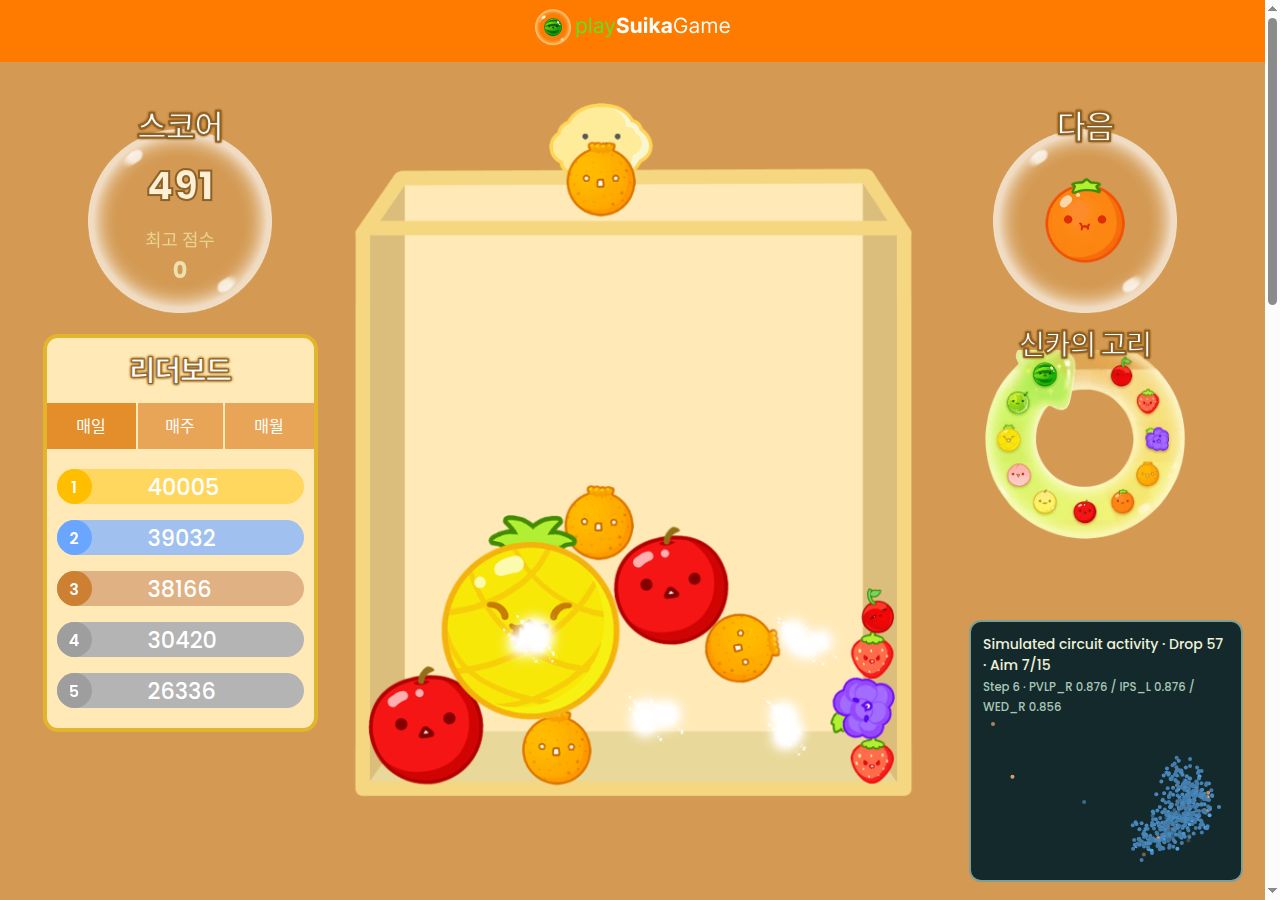 playSuikaGame
스코어
491
최고 점수
0
리더보드
매일 매주 매월
1 40005
2 39032
3 38166
4 30420
5 26336
다음
신카의 고리
Simulated circuit activity · Drop 57
· Aim 7/15
Step 6 · PVLP_R 0.876 / IPS_L 0.876 /
WED_R 0.856